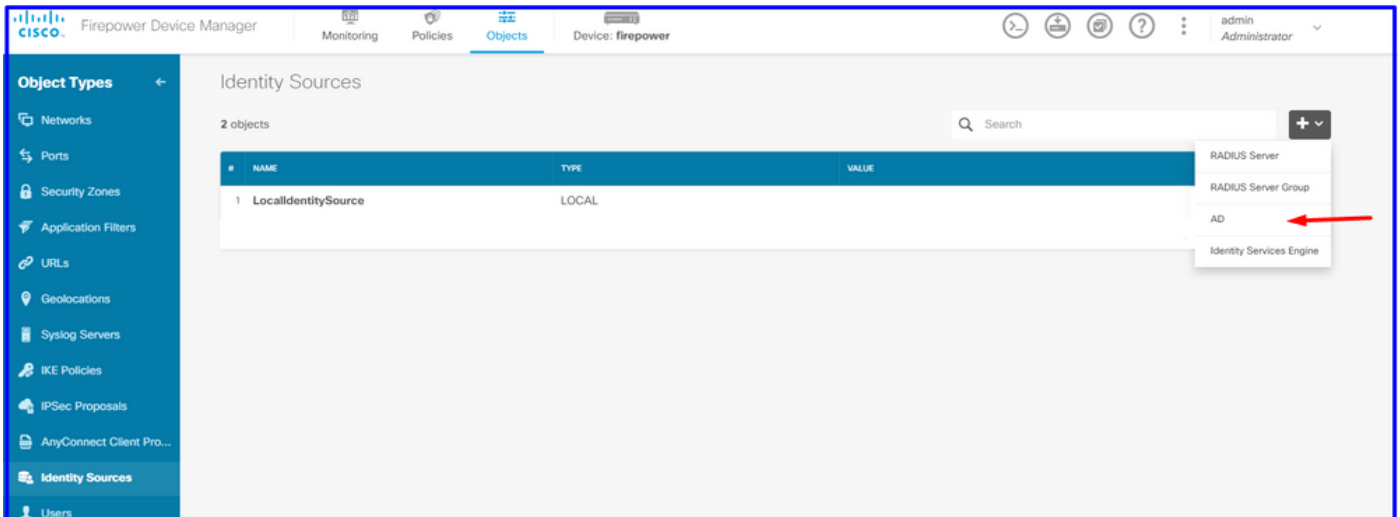 CISCO
Firepower Device Manager
Monitoring
Policies
Objects
Device: firepower
admin
Administrator
Object Types
Networks
Ports
Security Zones
Application Filters
URLs
Geolocations
Syslog Servers
IKE Policies
IPSec Proposals
AnyConnect Client Pro...
Identity Sources
Users
Identity Sources
2 objects
Search
# NAME TYPE VALUE
1 LocalIdentitySource LOCAL
RADIUS Server
RADIUS Server Group
AD
Identity Services Engine